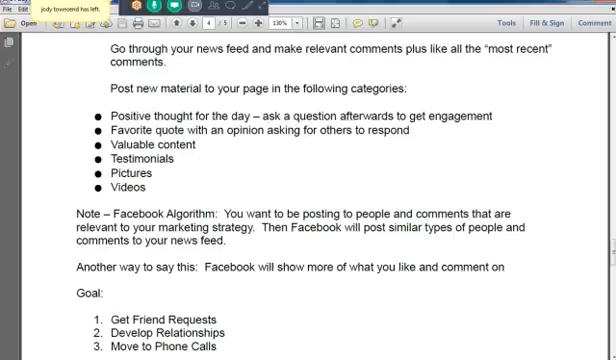 jody townsend has left.
File
Edit
Open
4 / 5
130%
Tools
Fill & Sign
Comment
Go through your news feed and make relevant comments plus like all the “most recent”
comments.
Post new material to your page in the following categories:
● Positive thought for the day – ask a question afterwards to get engagement
● Favorite quote with an opinion asking for others to respond
● Valuable content
● Testimonials
● Pictures
● Videos
Note – Facebook Algorithm: You want to be posting to people and comments that are
relevant to your marketing strategy. Then Facebook will post similar types of people and
comments to your news feed.
Another way to say this: Facebook will show more of what you like and comment on
Goal:
1. Get Friend Requests
2. Develop Relationships
3. Move to Phone Calls